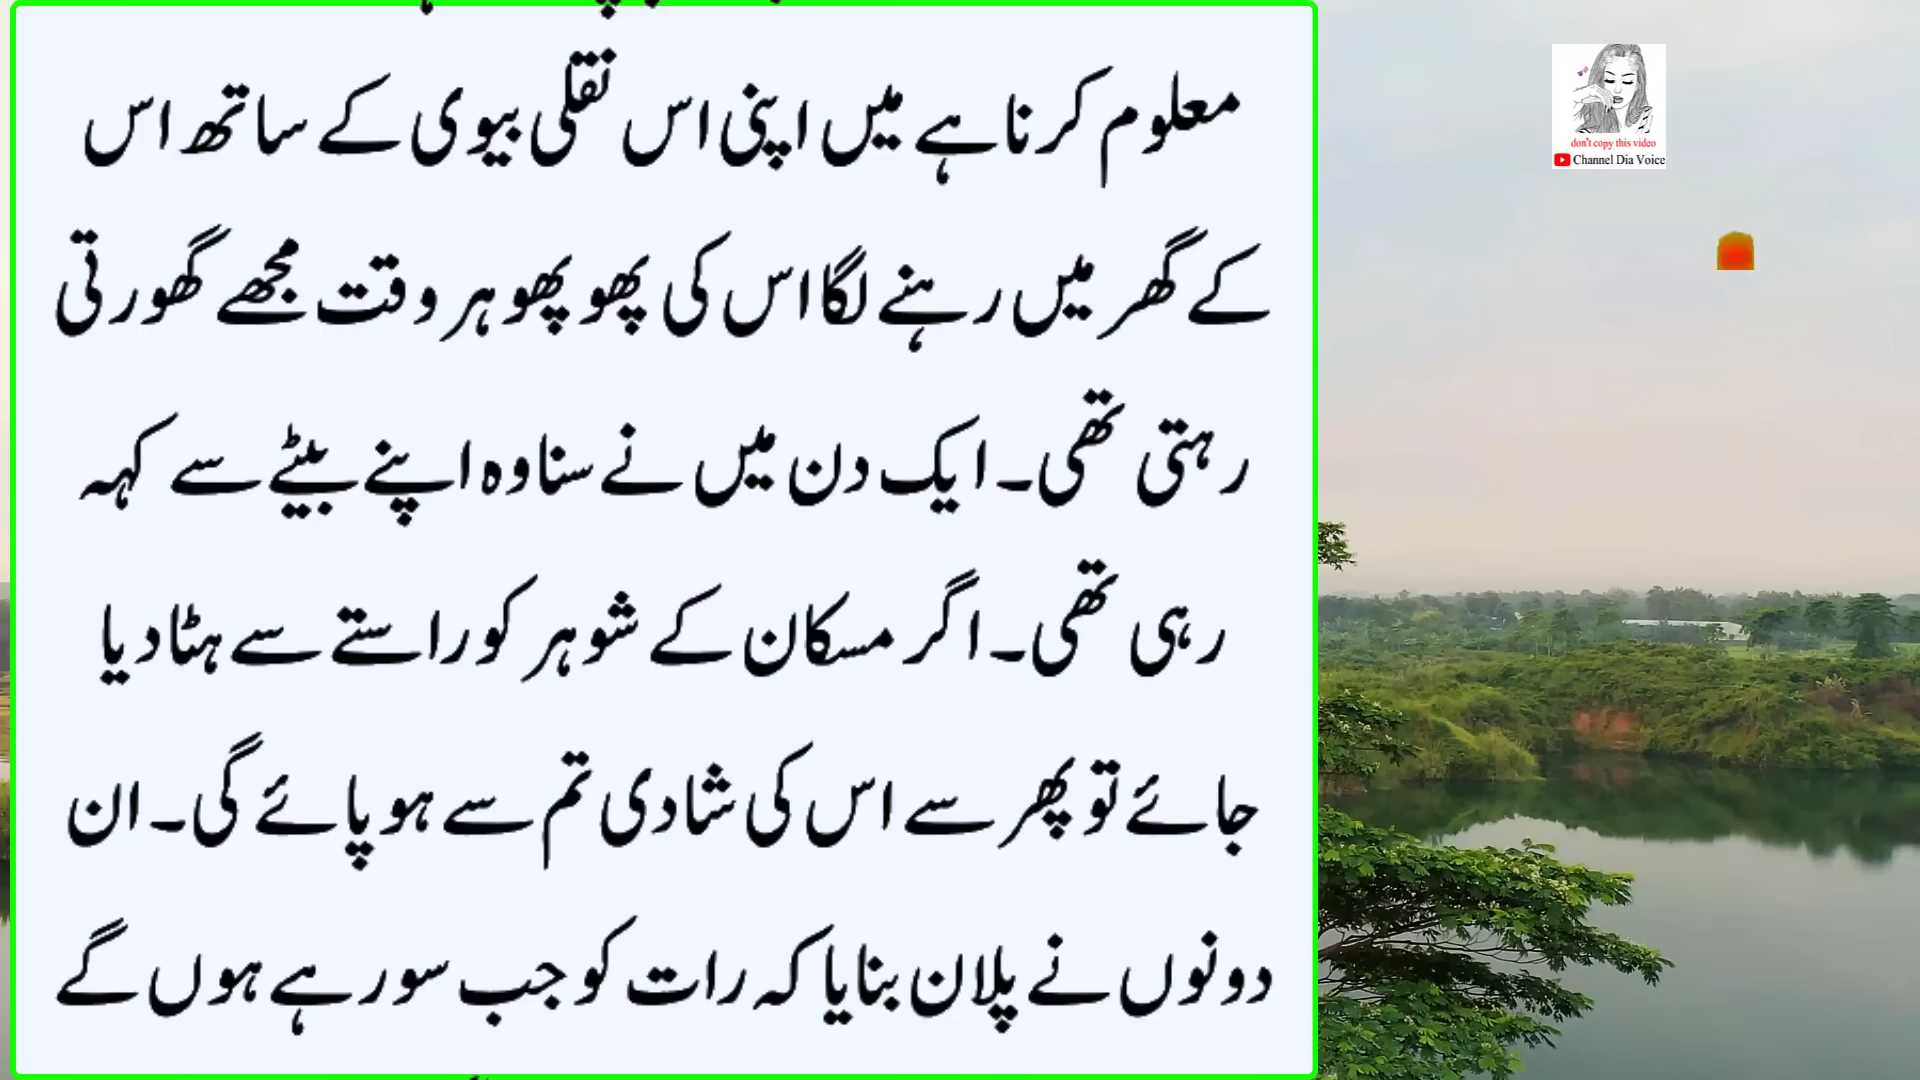 معلوم کرنا ہے میں اپنی اس نقلی بیوی کے ساتھ اس
کے گھر میں رہنے لگا اس کی پھوپھو ہر وقت مجھے گھورتی
رہتی تھی۔ ایک دن میں نے سنا وہ اپنے بیٹے سے کہہ
رہی تھی۔ اگر مسکان کے شوہر کو راستے سے ہٹا دیا
جائے تو پھر سے اس کی شادی تم سے ہو پائے گی۔ ان
دونوں نے پلان بنایا کہ رات کو جب سو رہے ہوں گے
don't copy this video
Channel Dia Voice